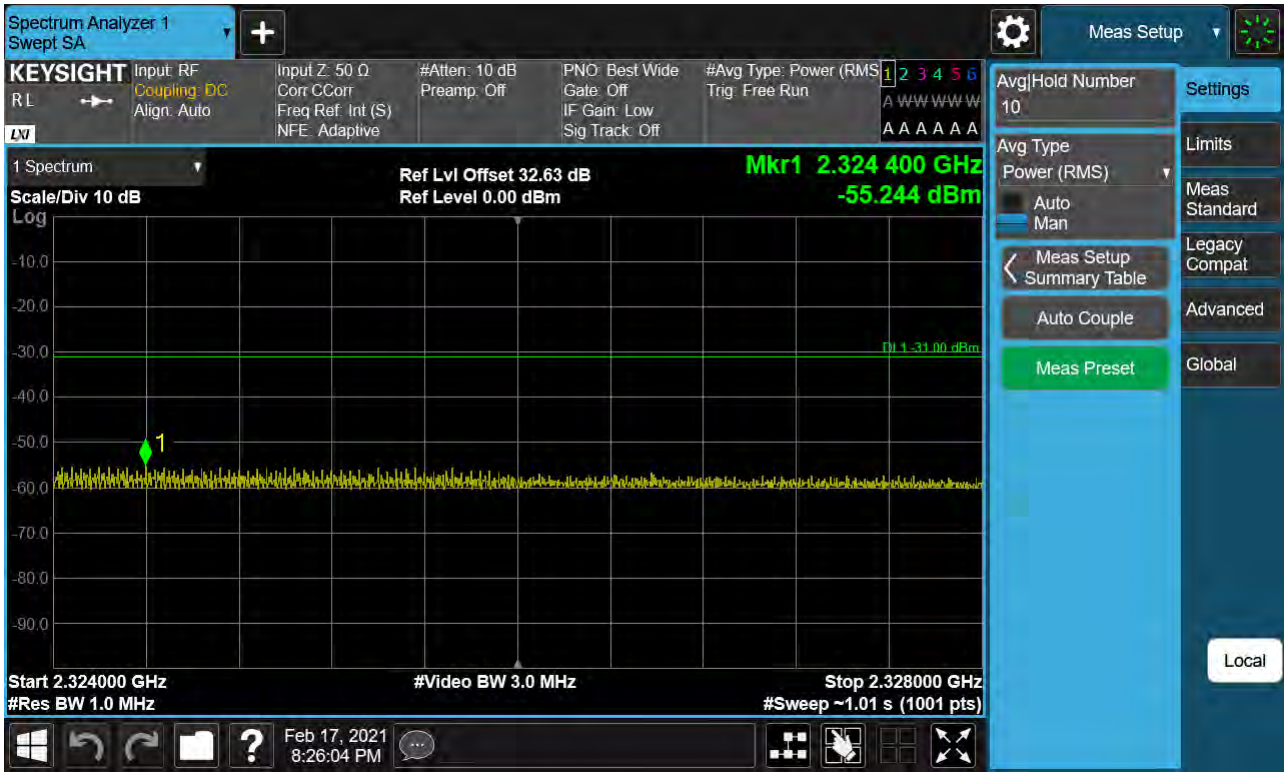 Spectrum Analyzer 1
Swept SA
+
Meas Setup
KEYSIGHT
RL
LXI
Input: RF
Coupling: DC
Align: Auto
Input Z: 50 Ω
Corr CCorr
Freq Ref: Int (S)
NFE: Adaptive
#Atten: 10 dB
Preamp: Off
PNO: Best Wide
Gate: Off
IF Gain: Low
Sig Track: Off
#Avg Type: Power (RMS
Trig: Free Run
1 2 3 4 5 6
A W W W W W
A A A A A A
1 Spectrum
Scale/Div 10 dB
Log
Ref Lvl Offset 32.63 dB
Ref Level 0.00 dBm
Mkr1 2.324 400 GHz
-55.244 dBm
-10.0
-20.0
-30.0
DL1 -31.00 dBm
-40.0
-50.0
1
-60.0
-70.0
-80.0
-90.0
Start 2.324000 GHz
#Res BW 1.0 MHz
#Video BW 3.0 MHz
Stop 2.328000 GHz
#Sweep ~1.01 s (1001 pts)
Avg|Hold Number
10
Avg Type
Power (RMS)
Auto
Man
Meas Setup
Summary Table
Auto Couple
Meas Preset
Settings
Limits
Meas
Standard
Legacy
Compat
Advanced
Global
Local
?
Feb 17, 2021
8:26:04 PM